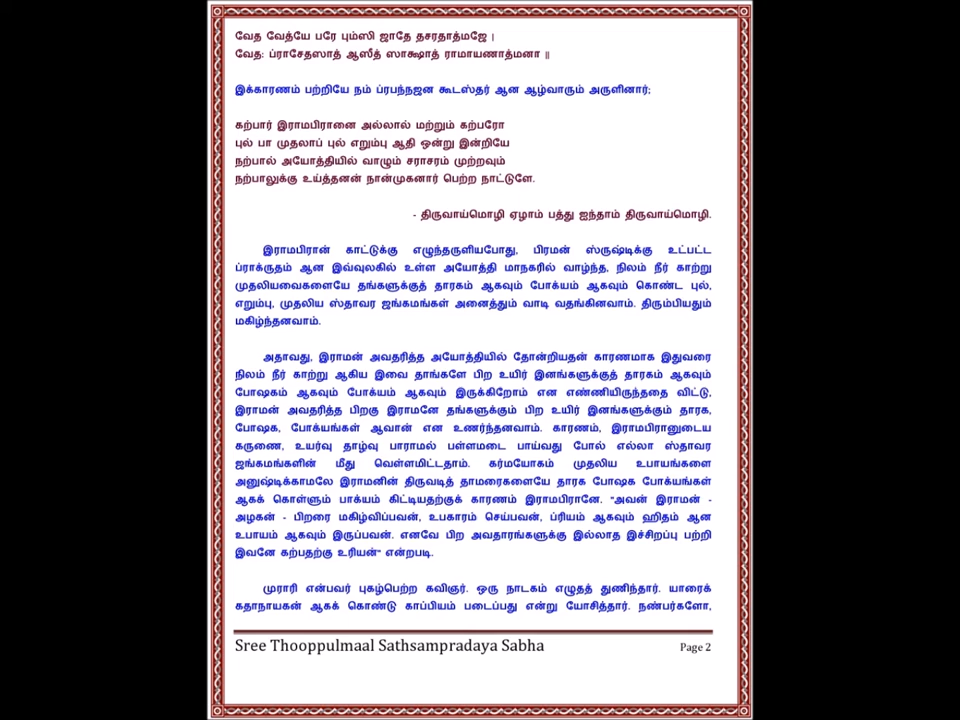 வேத வேத்யே பரே பும்ஸி ஜாதே தசரதாத்மஜே |
வேத: ப்ராசேதஸாத் ஆஸீத் ஸாக்ஷாத் ராமாயணாத்மனா ||
இக்காரணம் பற்றியே நம் ப்ரபந்நஜன கூடஸ்தர் ஆன ஆழ்வாரும் அருளினார்;
கற்பார் இராமபிரானை அல்லால் மற்றும் கற்பரோ
புல் பா முதலாப் புல் எறும்பு ஆதி ஒன்று இன்றியே
நற்பால் அயோத்தியில் வாழும் சராசரம் முற்றவும்
நற்பாலுக்கு உய்த்தனன் நான்முகனார் பெற்ற நாட்டுளே.
- திருவாய்மொழி ஏழாம் பத்து ஐந்தாம் திருவாய்மொழி.
இராமபிரான் காட்டுக்கு எழுந்தருளியபோது, பிரமன் ஸ்ருஷ்டிக்கு உட்பட்ட
ப்ராக்ருதம் ஆன இவ்வுலகில் உள்ள அயோத்தி மாநகரில் வாழ்ந்த, நிலம் நீர் காற்று
முதலியவைகளையே தங்களுக்குத் தாரகம் ஆகவும் போக்யம் ஆகவும் கொண்ட புல்,
எறும்பு, முதலிய ஸ்தாவர ஜங்கமங்கள் அனைத்தும் வாடி வதங்கினவாம். திரும்பியதும்
மகிழ்ந்தனவாம்.
அதாவது, இராமன் அவதரித்த அயோத்தியில் தோன்றியதன் காரணமாக இதுவரை
நிலம் நீர் காற்று ஆகிய இவை தாங்களே பிற உயிர் இனங்களுக்குத் தாரகம் ஆகவும்
போஷகம் ஆகவும் போக்யம் ஆகவும் இருக்கிறோம் என எண்ணியிருந்ததை விட்டு,
இராமன் அவதரித்த பிறகு இராமனே தங்களுக்கும் பிற உயிர் இனங்களுக்கும் தாரக,
போஷக, போக்யங்கள் ஆவான் என உணர்ந்தனவாம். காரணம், இராமபிரானுடைய
கருணை, உயர்வு தாழ்வு பாராமல் பள்ளமடை பாய்வது போல் எல்லா ஸ்தாவர
ஜங்கமங்களின் மீது வெள்ளமிட்டதாம். கர்மயோகம் முதலிய உபாயங்களை
அனுஷ்டிக்காமலே இராமனின் திருவடித் தாமரைகளையே தாரக போஷக போக்யங்கள்
ஆகக் கொள்ளும் பாக்யம் கிட்டியதற்குக் காரணம் இராமபிரானே. "அவன் இராமன் -
அழகன் - பிறரை மகிழ்விப்பவன், உபகாரம் செய்பவன், ப்ரியம் ஆகவும் ஹிதம் ஆன
உபாயம் ஆகவும் இருப்பவன். எனவே பிற அவதாரங்களுக்கு இல்லாத இச்சிறப்பு பற்றி
இவனே கற்பதற்கு உரியன்" என்றபடி.
முராரி என்பவர் புகழ்பெற்ற கவிஞர். ஒரு நாடகம் எழுதத் துணிந்தார். யாரைக்
கதாநாயகன் ஆகக் கொண்டு காப்பியம் படைப்பது என்று யோசித்தார். நண்பர்களோ,
Sree Thooppulmaal Sathsampradaya Sabha
Page 2